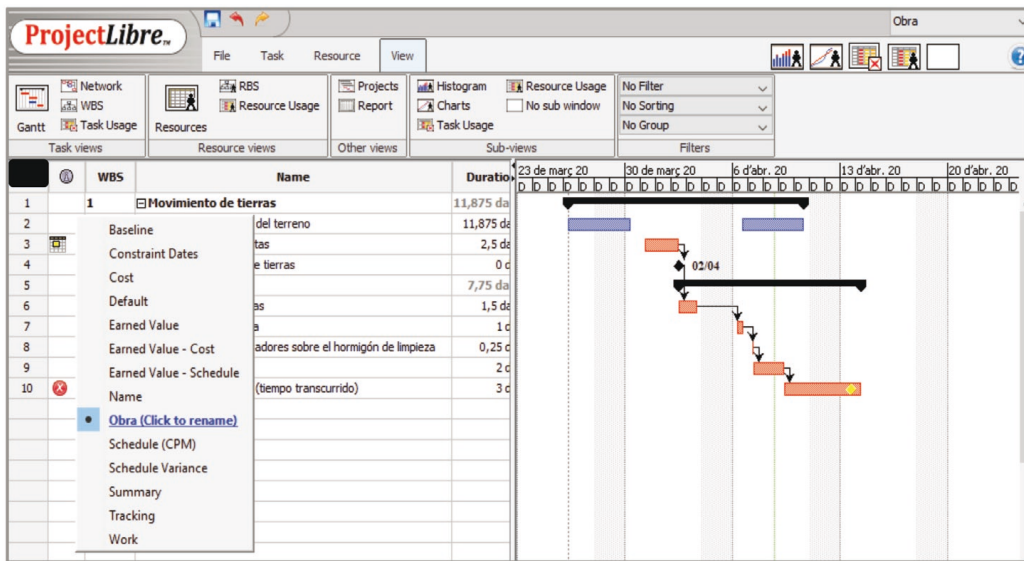 ProjectLibre™
Obra
File Task Resource View
Network
WBS
Gantt
Task Usage
Task views
RBS
Resource Usage
Resources
Resource views
Projects
Report
Other views
Histogram
Resource Usage
Charts
No sub window
Task Usage
Sub-views
No Filter
No Sorting
No Group
Filters
WBS Name Duratio
23 de març 20 30 de març 20 6 d'abr. 20 13 d'abr. 20 20 d'abr. 20
D D D D D D D D D D D D D D D D D D D D D D D D D D D D
1 1 Movimiento de tierras 11,875 da
2 del terreno 11,875 da
3 tas 2,5 da
4 e tierras 0 d
02/04
5 7,75 da
6 as 1,5 da
7 a 1 d
8 adores sobre el hormigón de limpieza 0,25 d
9 2 d
10 (tiempo transcurrido) 3 d
Baseline
Constraint Dates
Cost
Default
Earned Value
Earned Value - Cost
Earned Value - Schedule
Name
Obra (Click to rename)
Schedule (CPM)
Schedule Variance
Summary
Tracking
Work